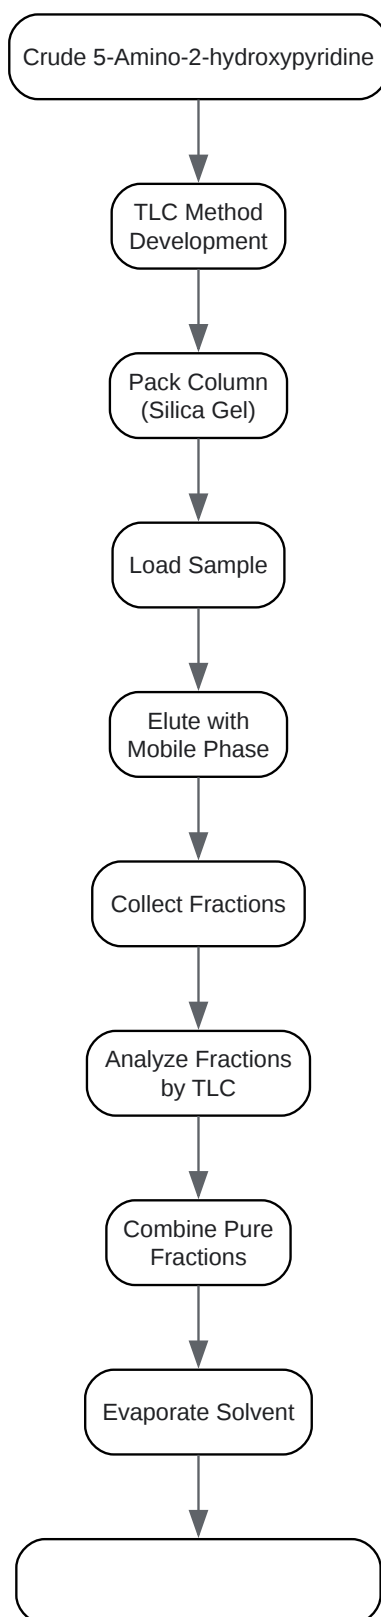 Crude 5-Amino-2-hydroxypyridine
TLC Method
Development
Pack Column
(Silica Gel)
Load Sample
Elute with
Mobile Phase
Collect Fractions
Analyze Fractions
by TLC
Combine Pure
Fractions
Evaporate Solvent